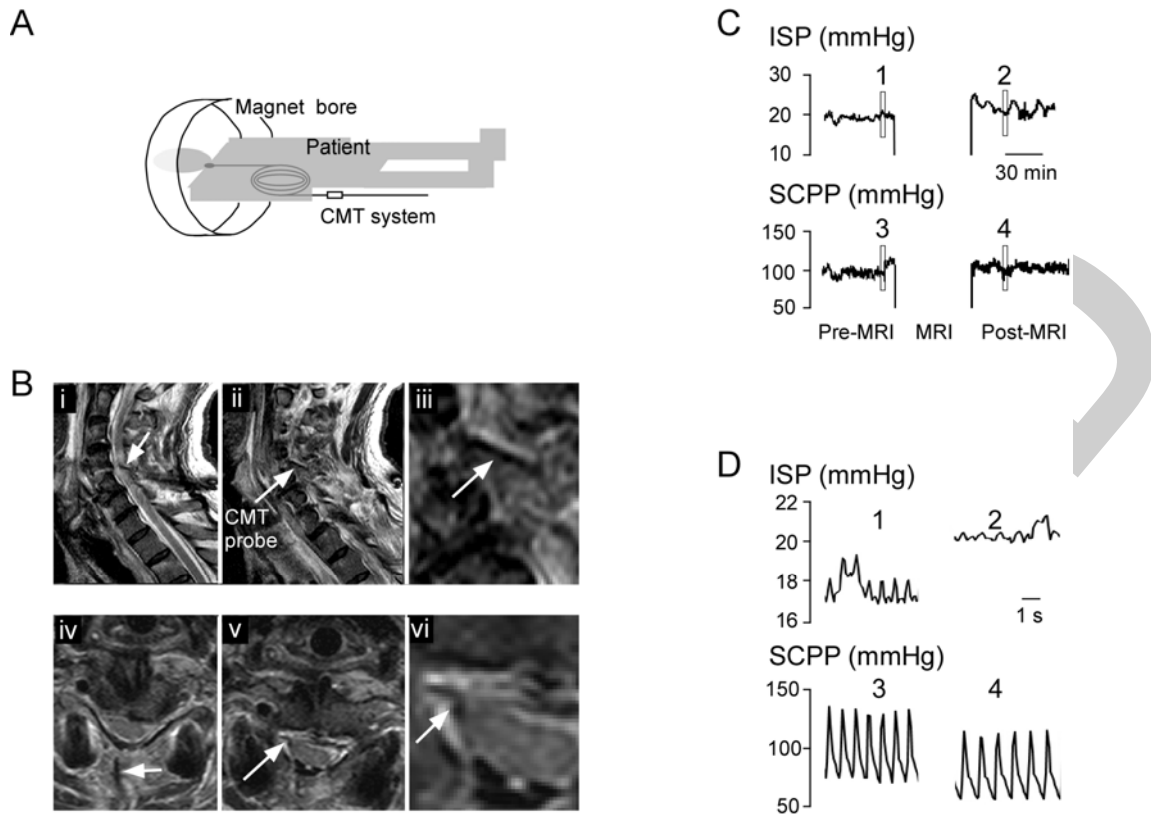 A
Magnet bore
Patient
CMT system
B
i
ii
iii
CMT
probe
iv
v
vi
C
ISP (mmHg)
30
20
10
1
2
30 min
SCPP (mmHg)
150
100
50
3
4
Pre-MRI MRI Post-MRI
D
ISP (mmHg)
22
20
18
16
1
2
1 s
SCPP (mmHg)
150
100
50
3
4